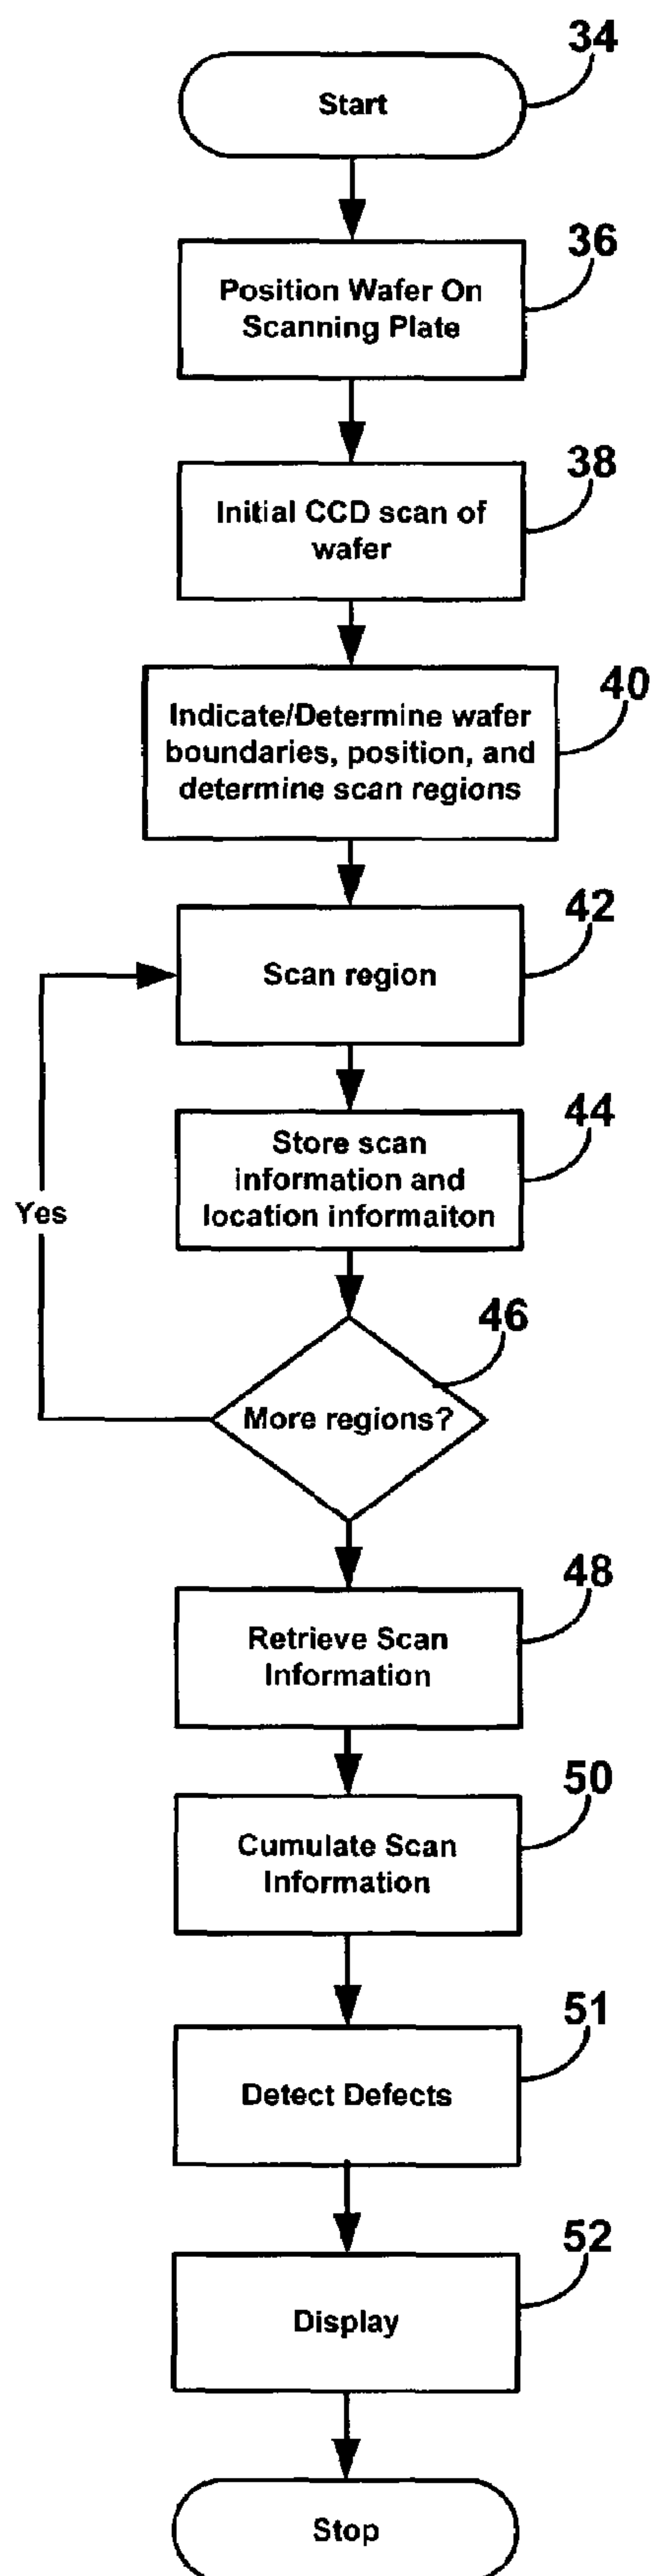 34
Start
36
Position Wafer On
Scanning Plate
38
Initial CCD scan of
wafer
40
Indicate/Determine wafer
boundaries, position, and
determine scan regions
42
Scan region
44
Store scan
information and
location informaiton
Yes
46
More regions?
48
Retrieve Scan
Information
50
Cumulate Scan
Information
51
Detect Defects
52
Display
Stop